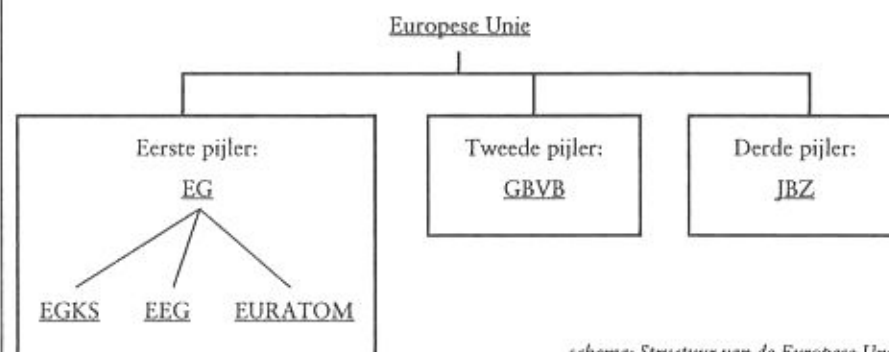 Europese Unie
Eerste pijler:
EG
EGKS EEG EURATOM
Tweede pijler:
GBVB
Derde pijler:
JBZ
schema: Structuur van de Europese